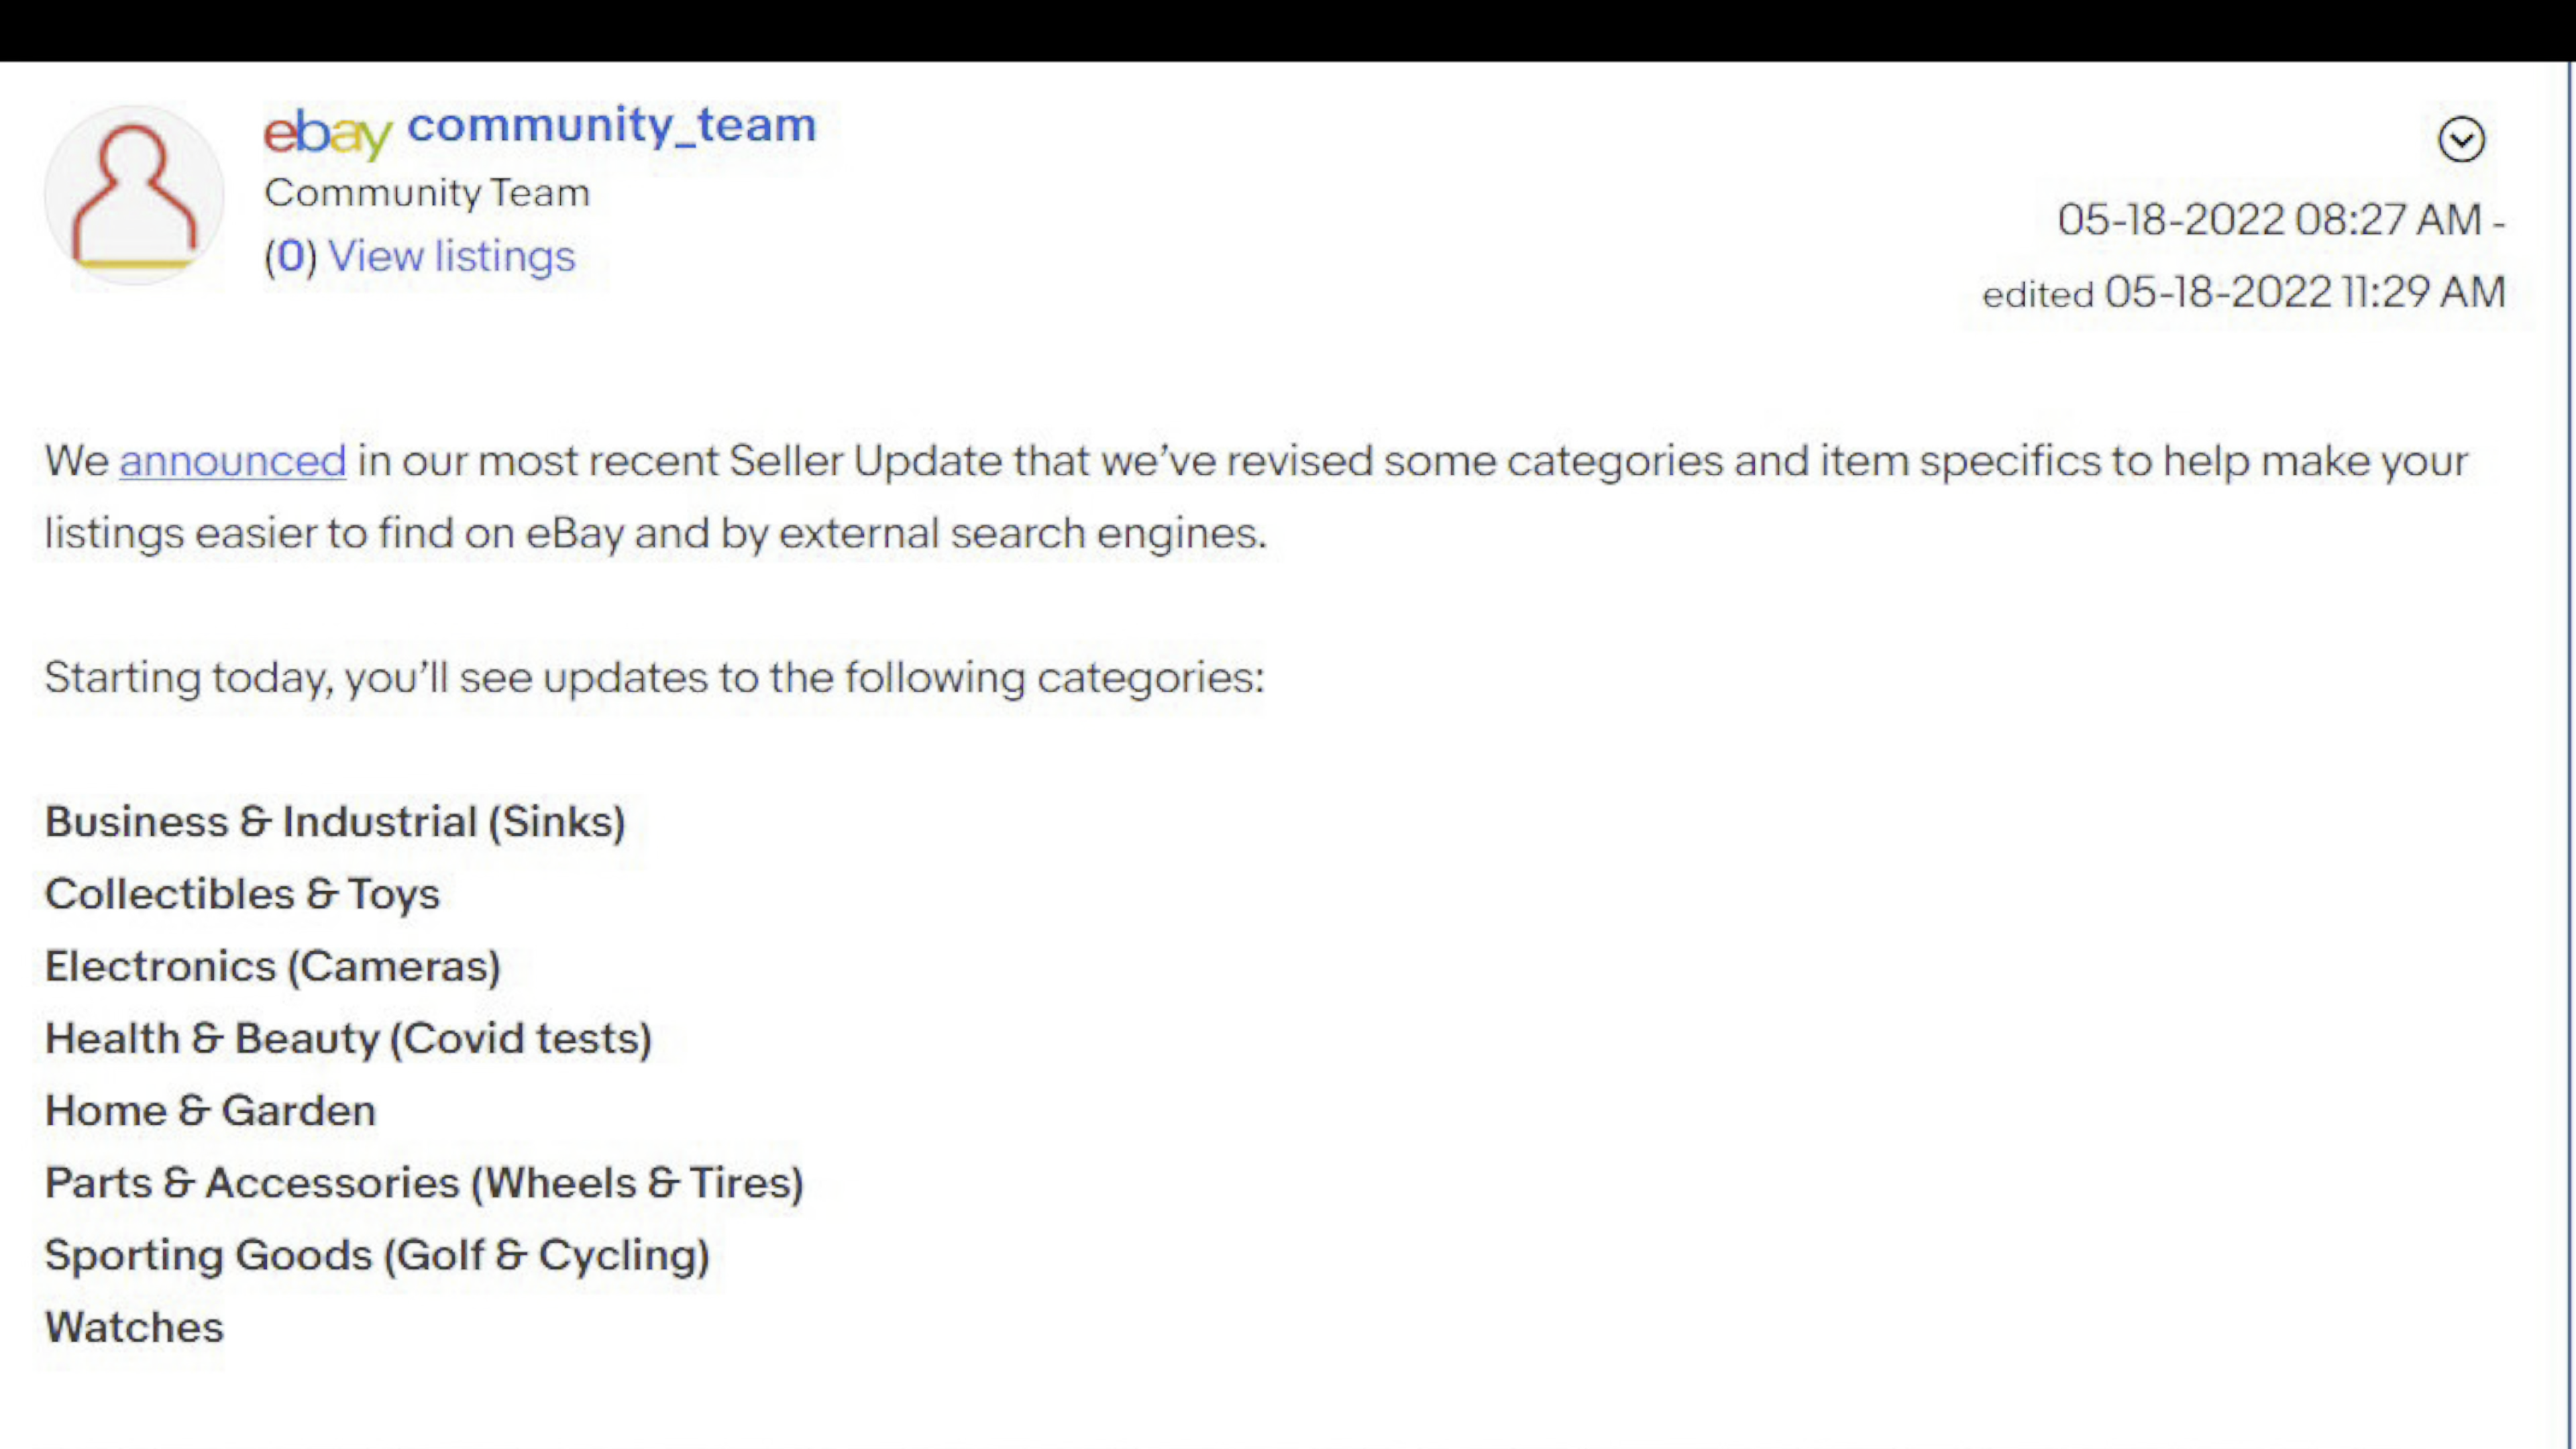 ebay community_team
Community Team
(0) View listings
05-18-2022 08:27 AM -
edited 05-18-2022 11:29 AM
We announced in our most recent Seller Update that we've revised some categories and item specifics to help make your
listings easier to find on eBay and by external search engines.
Starting today, you'll see updates to the following categories:
Business & Industrial (Sinks)
Collectibles & Toys
Electronics (Cameras)
Health & Beauty (Covid tests)
Home & Garden
Parts & Accessories (Wheels & Tires)
Sporting Goods (Golf & Cycling)
Watches